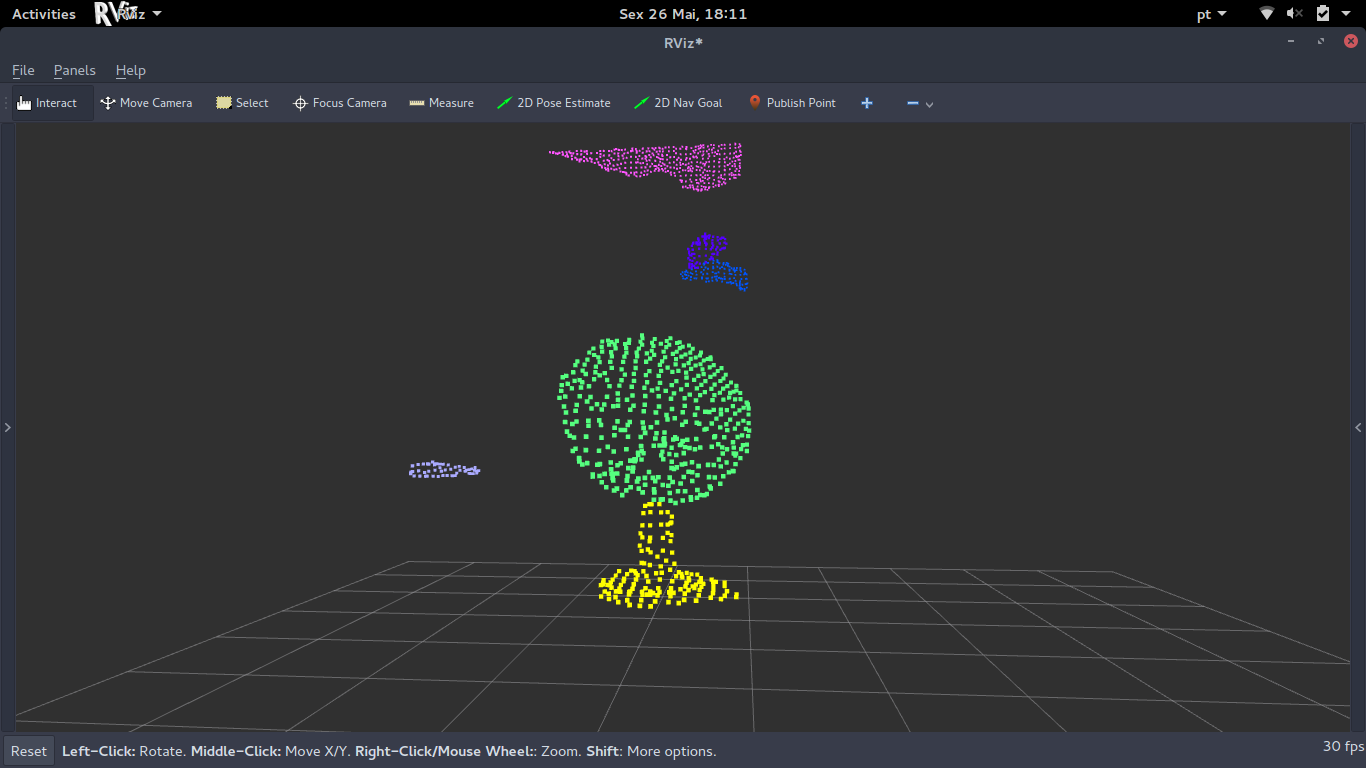 Activities RViz RViz Sex 26 Mai, 18:11 pt
RViz*
File Panels Help
Interact Move Camera Select Focus Camera Measure 2D Pose Estimate 2D Nav Goal Publish Point
Reset Left-Click: Rotate. Middle-Click: Move X/Y. Right-Click/Mouse Wheel:: Zoom. Shift: More options. 30 fps